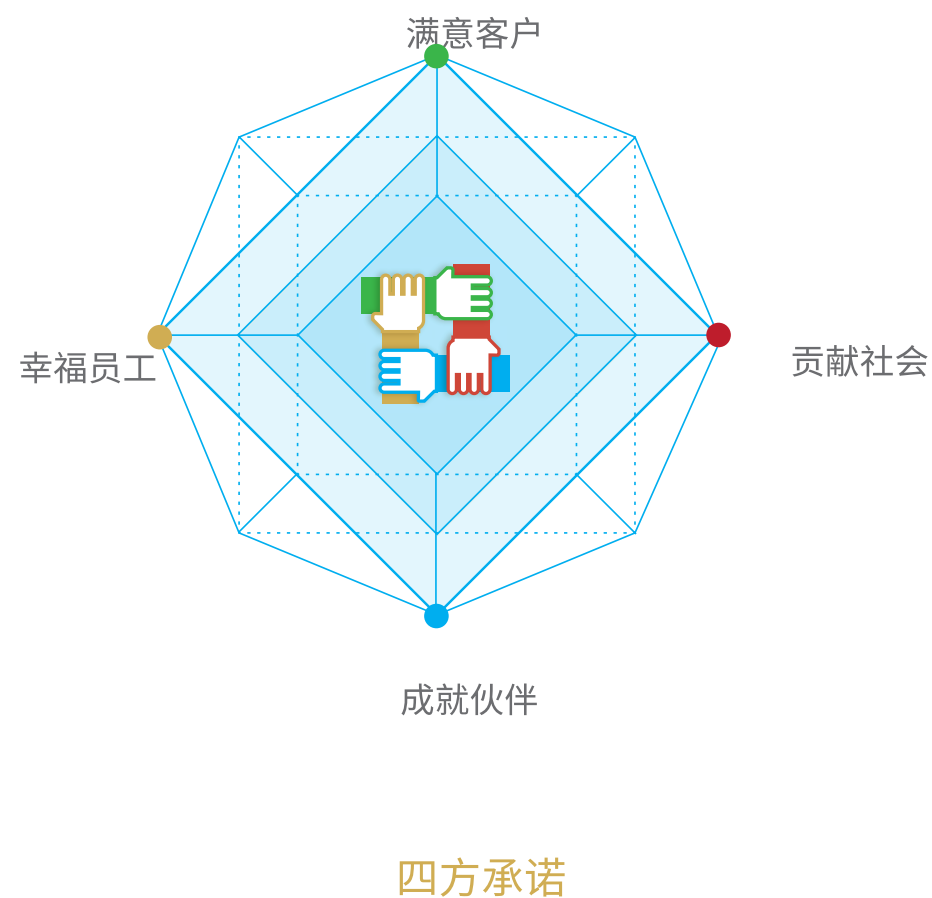 满意客户
贡献社会
幸福员工
成就伙伴
四方承诺